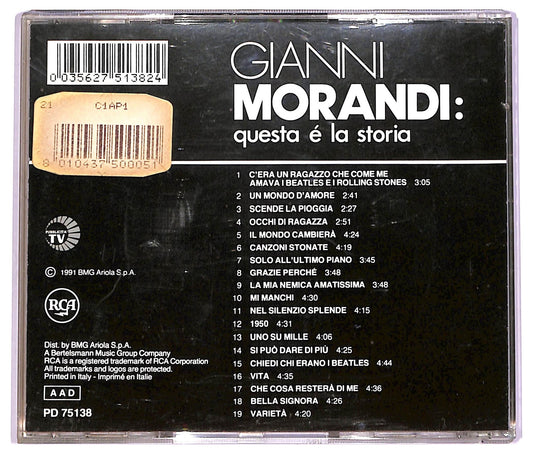 0 035627 513824
21 C1AP1
8 010437 500051
GIANNI
MORANDI:
questa é la storia
1 C'ERA UN RAGAZZO CHE COME ME
AMAVA I BEATLES E I ROLLING STONES 3:05
2 UN MONDO D'AMORE 2:41
3 SCENDE LA PIOGGIA 2:27
4 OCCHI DI RAGAZZA 2:51
5 IL MONDO CAMBIERÀ 4:24
6 CANZONI STONATE 4:19
7 SOLO ALL'ULTIMO PIANO 3:45
8 GRAZIE PERCHÉ 3:48
9 LA MIA NEMICA AMATISSIMA 3:48
10 MI MANCHI 4:30
11 NEL SILENZIO SPLENDE 4:15
12 1950 4:31
13 UNO SU MILLE 4:06
14 SI PUÒ DARE DI PIÙ 4:25
15 CHIEDI CHI ERANO I BEATLES 4:44
16 VITA 4:35
17 CHE COSA RESTERÀ DI ME 4:36
18 BELLA SIGNORA 4:26
19 VARIETÀ 4:20
PUBBLICITÀ
TV
© 1991 BMG Ariola S.p.A.
RCA
Dist. by BMG Ariola S.p.A.
A Bertelsmann Music Group Company
RCA is a registered trademark of RCA Corporation
All trademarks and logos are protected.
Printed in Italy - Imprimé en Italie
AAD
PD 75138